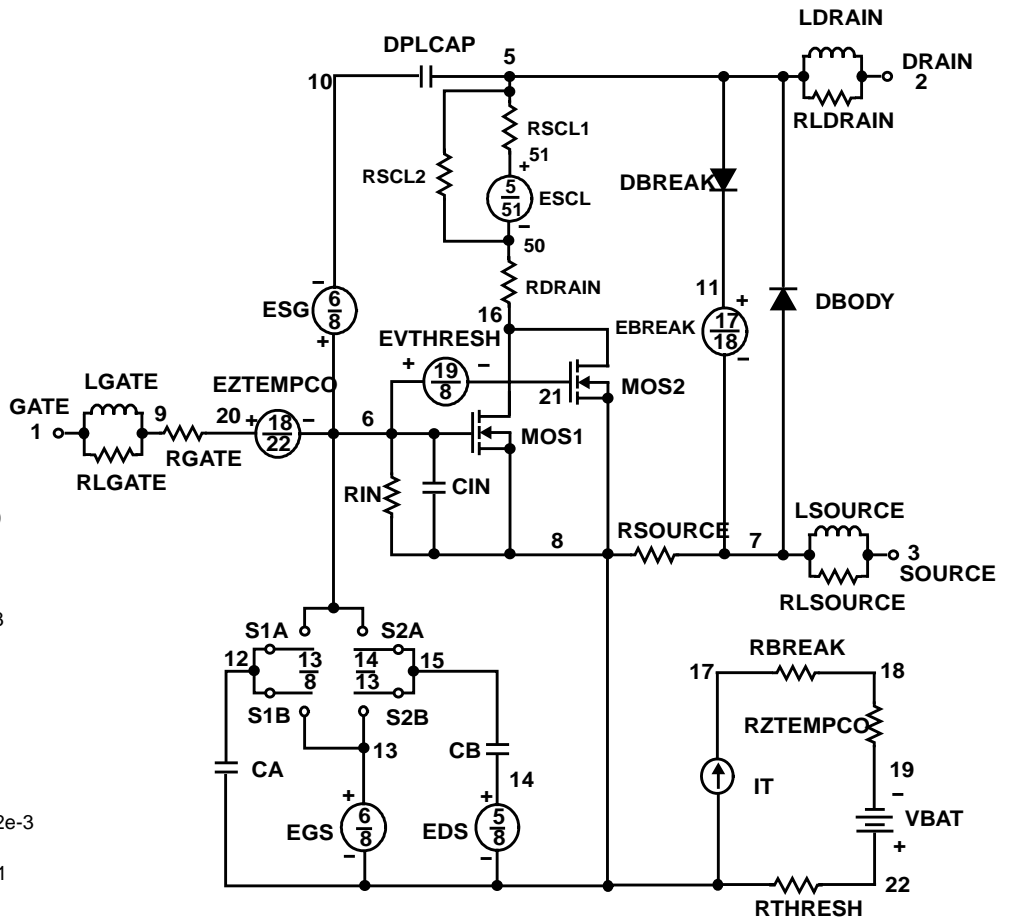 LDRAIN
DPLCAP
5
DRAIN
2
10
RLDRAIN
RSCL1
51
+
RSCL2
5
51
ESCL
−
50
DBREAK
RDRAIN
11
+
DBODY
−
ESG
6
8
+
16
EBREAK
17
18
−
EVTHRESH
+
19
8
−
MOS2
21
LGATE
EZTEMPCO
GATE
1
9
20
+
18
22
−
6
MOS1
RGATE
RLGATE
RIN
CIN
LSOURCE
RSOURCE
8
7
3
SOURCE
RLSOURCE
S1A
S2A
12
13
8
14
13
15
S1B
S2B
13
RBREAK
17
18
RZTEMPCO
CA
CB
14
IT
19
−
VBAT
+
+
EGS
6
8
−
+
EDS
5
8
−
22
RTHRESH
2e-3